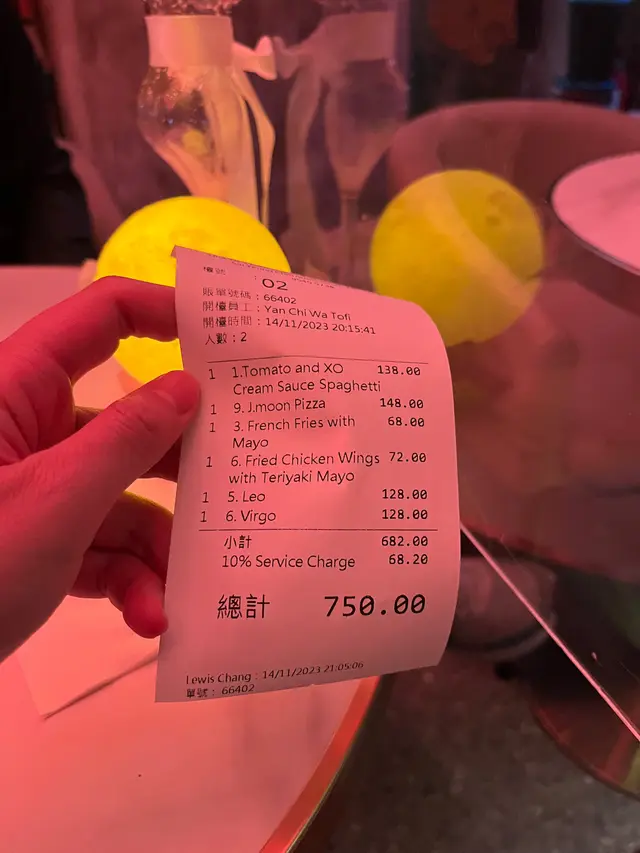 檯號 : 02
賬單號碼 : 66402
開檯員工 : Yan Chi Wa Tofi
開檯時間 : 14/11/2023 20:15:41
人數 : 2
1 1.Tomato and XO 138.00
Cream Sauce Spaghetti
1 9. J.moon Pizza 148.00
1 3. French Fries with 68.00
Mayo
1 6. Fried Chicken Wings 72.00
with Teriyaki Mayo
1 5. Leo 128.00
1 6. Virgo 128.00
小計 682.00
10% Service Charge 68.20
總計 750.00
Lewis Chang : 14/11/2023 21:05:06
單號 : 66402